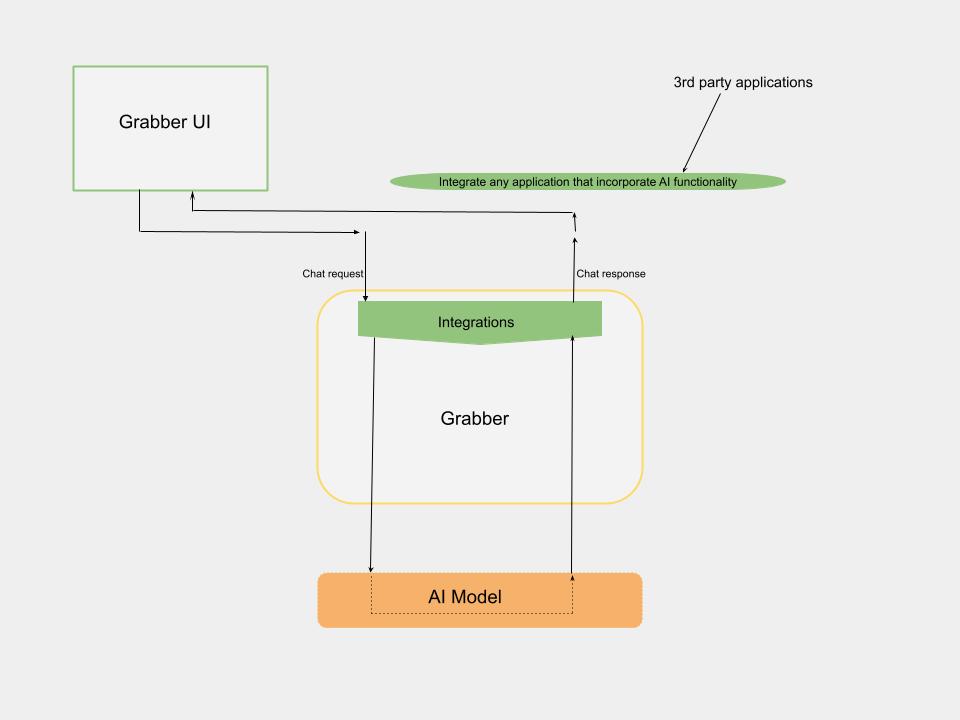 3rd party applications
Grabber UI
Integrate any application that incorporate AI functionality
Chat request
Chat response
Integrations
Grabber
AI Model